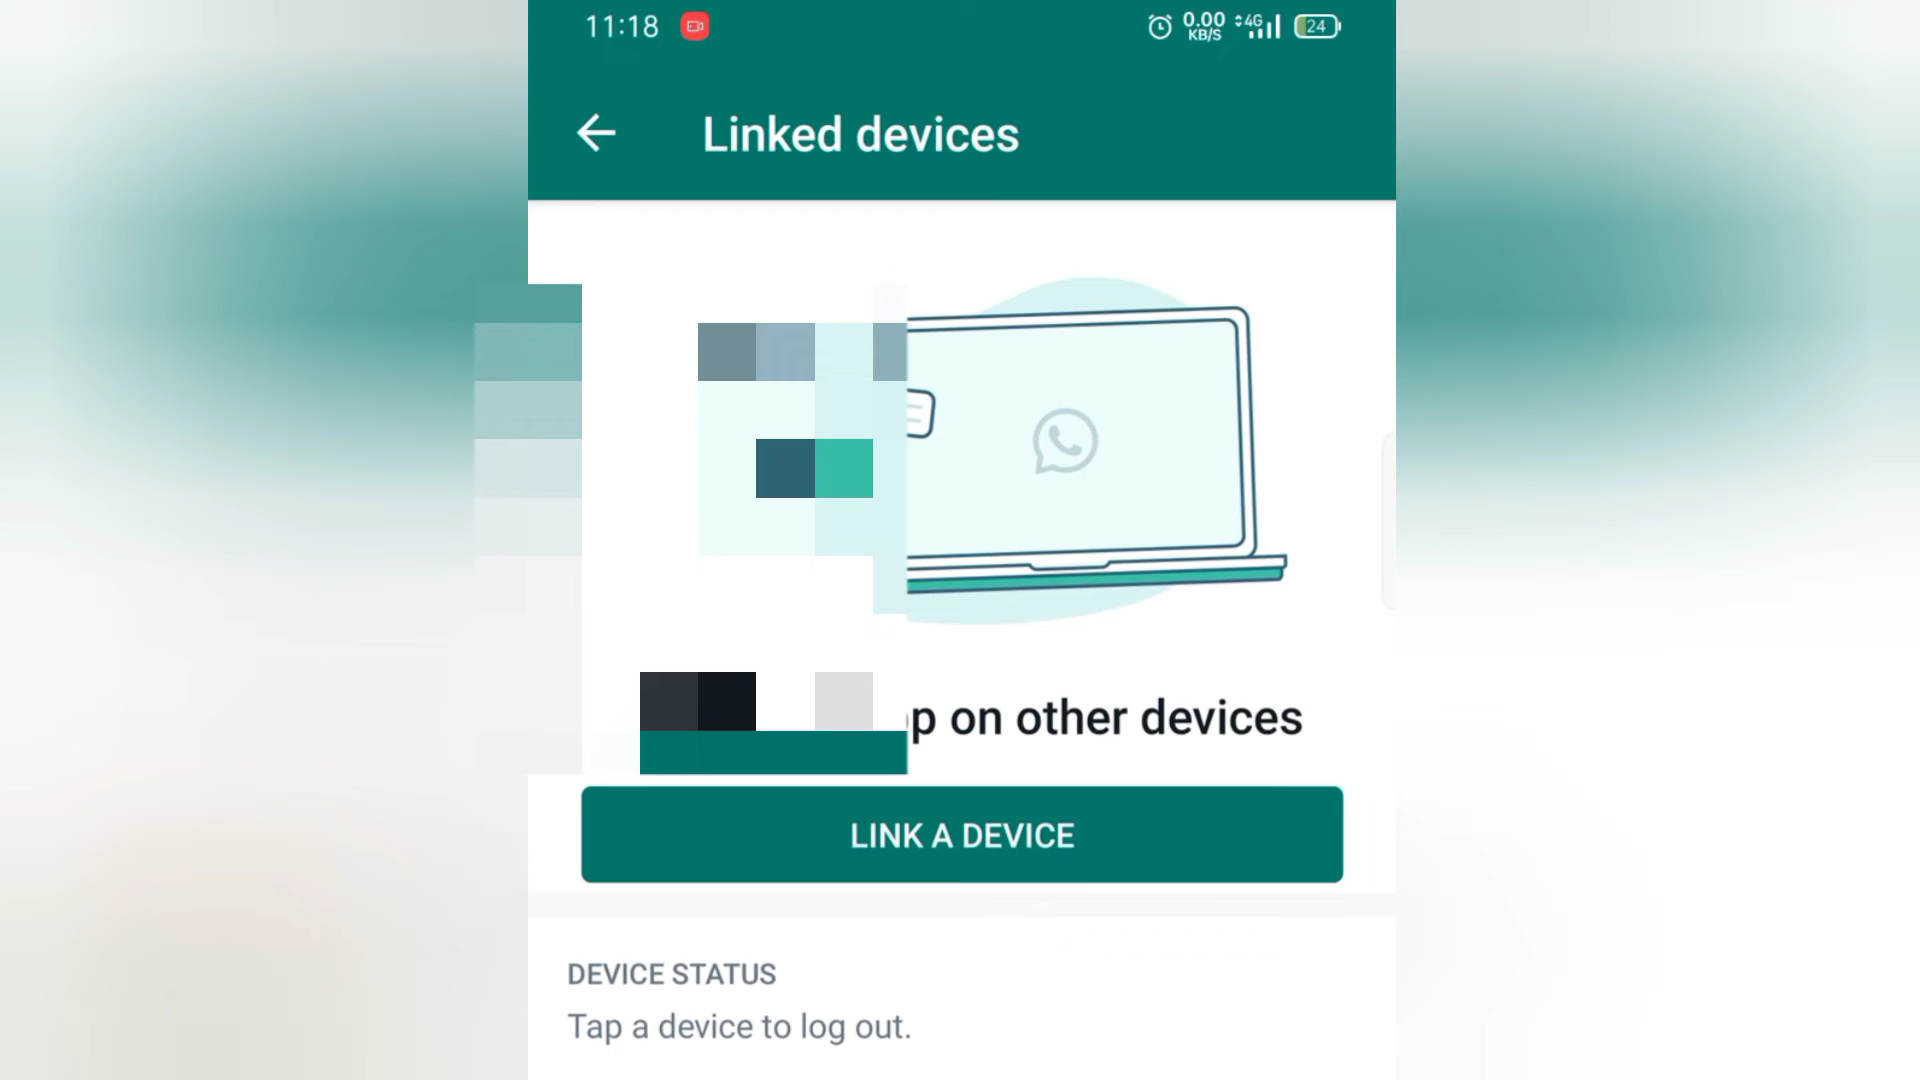 11:18 0.00 KB/S 4G 24
Linked devices
on other devices
LINK A DEVICE
DEVICE STATUS
Tap a device to log out.